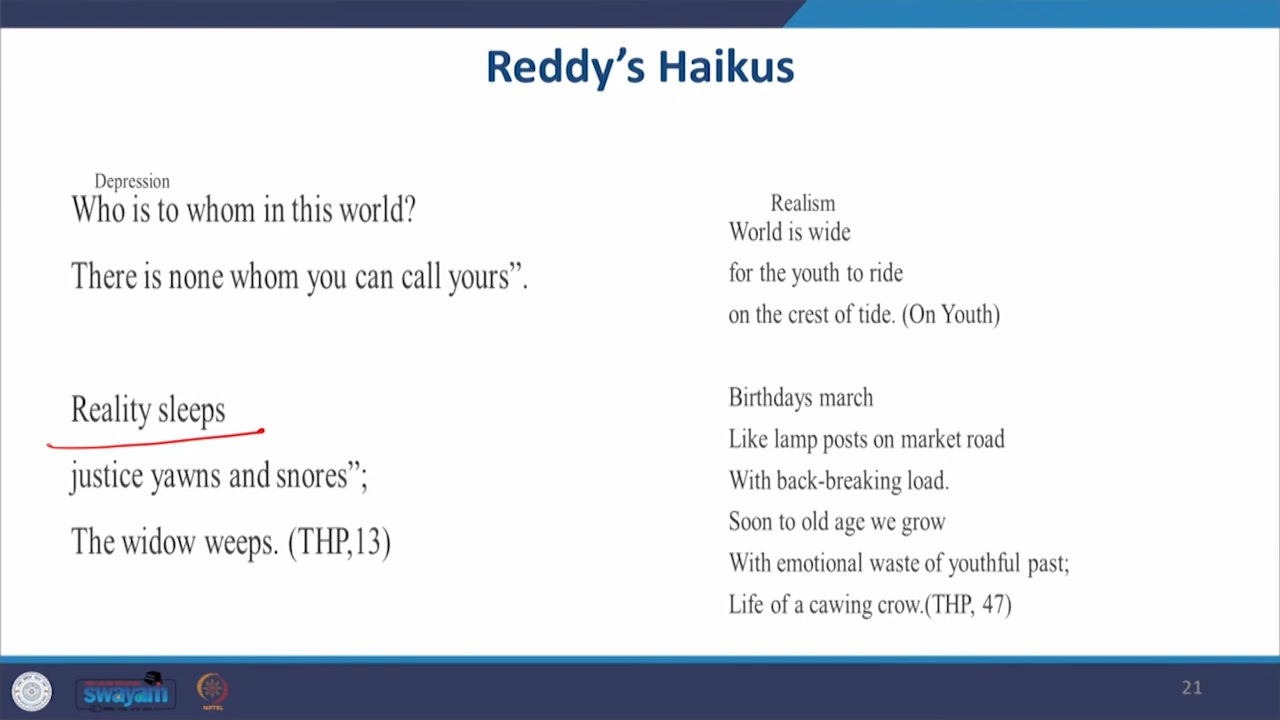 Reddy's Haikus
Depression
Who is to whom in this world?
There is none whom you can call yours”.
Reality sleeps
justice yawns and snores”;
The widow weeps. (THP,13)
Realism
World is wide
for the youth to ride
on the crest of tide. (On Youth)
Birthdays march
Like lamp posts on market road
With back-breaking load.
Soon to old age we grow
With emotional waste of youthful past;
Life of a cawing crow.(THP, 47)
swayam
NPTEL
21